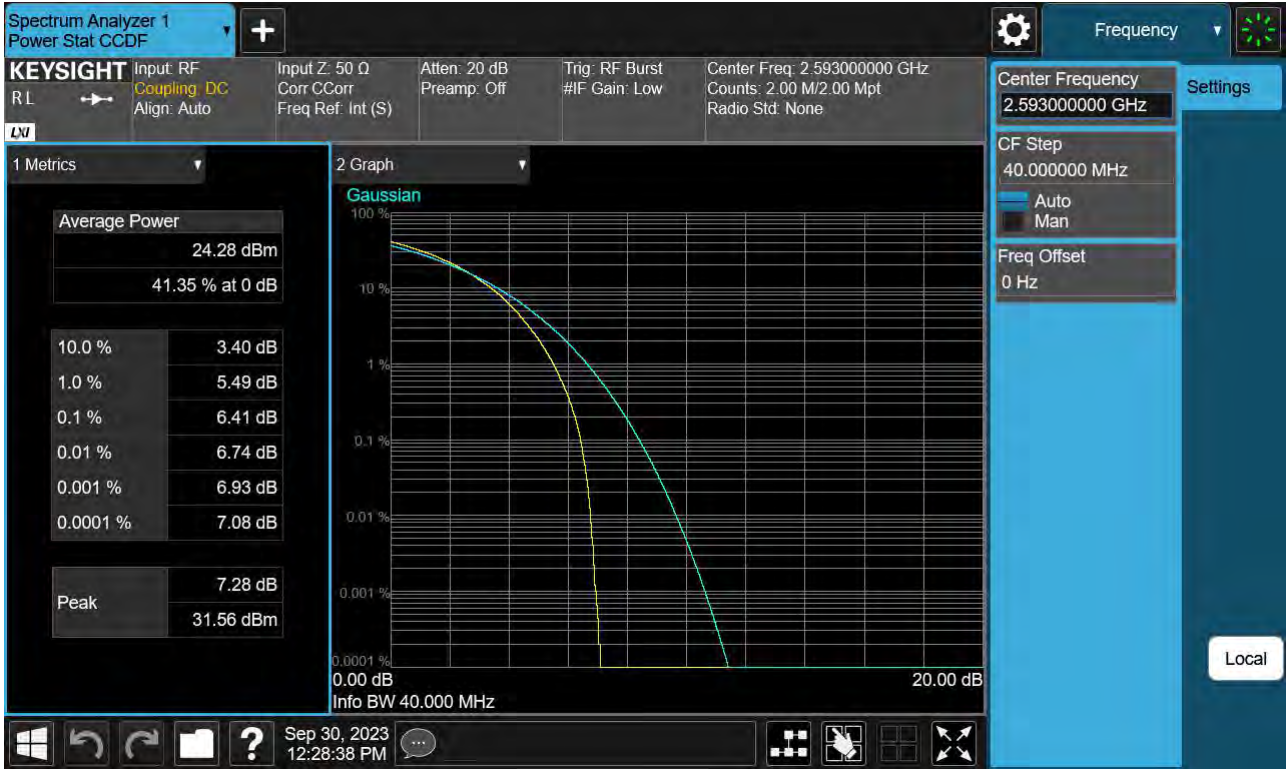 Spectrum Analyzer 1
Power Stat CCDF
+
Frequency
KEYSIGHT
RL
LXI
Input: RF
Coupling: DC
Align: Auto
Input Z: 50 Ω
Corr CCorr
Freq Ref: Int (S)
Atten: 20 dB
Preamp: Off
Trig: RF Burst
#IF Gain: Low
Center Freq: 2.593000000 GHz
Counts: 2.00 M/2.00 Mpt
Radio Std: None
Center Frequency
2.593000000 GHz
Settings
CF Step
40.000000 MHz
Auto
Man
Freq Offset
0 Hz
Local
1 Metrics
Average Power
24.28 dBm
41.35 % at 0 dB
10.0 % 3.40 dB
1.0 % 5.49 dB
0.1 % 6.41 dB
0.01 % 6.74 dB
0.001 % 6.93 dB
0.0001 % 7.08 dB
Peak
7.28 dB
31.56 dBm
2 Graph
Gaussian
100 %
10 %
1 %
0.1 %
0.01 %
0.001 %
0.0001 %
0.00 dB 20.00 dB
Info BW 40.000 MHz
?
Sep 30, 2023
12:28:38 PM